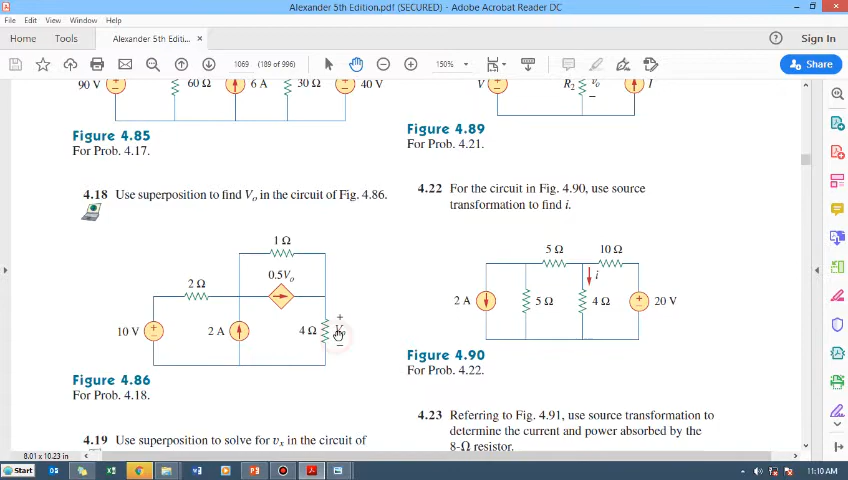 Alexander 5th Edition.pdf (SECURED) - Adobe Acrobat Reader DC
File Edit View Window Help
Home Tools Alexander 5th Editi... × Sign In
1069 (189 of 996) 150% Share
90 V 60 Ω 6 A 30 Ω 40 V
V R2 vo − I
Figure 4.85
For Prob. 4.17.
Figure 4.89
For Prob. 4.21.
4.18 Use superposition to find Vo in the circuit of Fig. 4.86.
1 Ω
0.5Vo
2 Ω
10 V + − 2 A 4 Ω + Vo −
Figure 4.86
For Prob. 4.18.
4.19 Use superposition to solve for vx in the circuit of
4.22 For the circuit in Fig. 4.90, use source
transformation to find i.
5 Ω 10 Ω
i
2 A 5 Ω 4 Ω + − 20 V
Figure 4.90
For Prob. 4.22.
4.23 Referring to Fig. 4.91, use source transformation to
determine the current and power absorbed by the
8-Ω resistor.
8.01 x 10.23 in
Start 11:10 AM